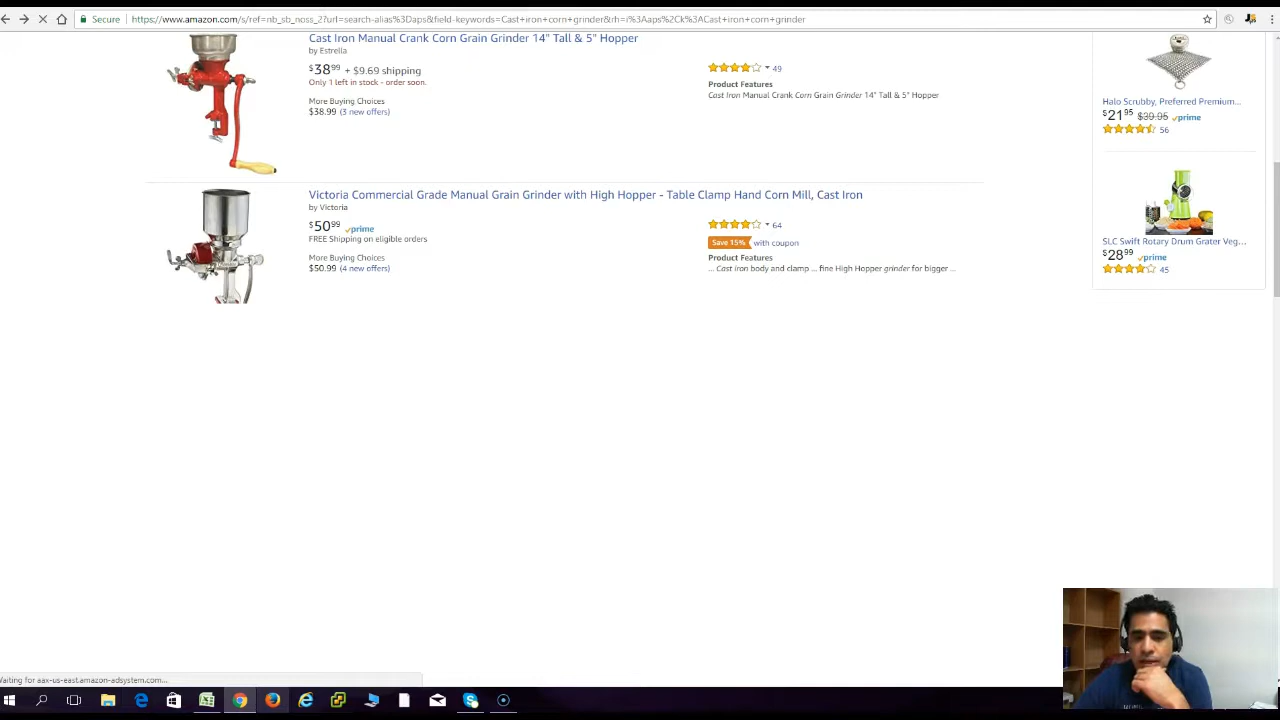 Secure
https://www.amazon.com/s/ref=nb_sb_noss_2?url=search-alias%3Daps&field-keywords=Cast+iron+corn+grinder&rh=i%3Aaps%2Ck%3ACast+iron+corn+grinder
Cast Iron Manual Crank Corn Grain Grinder 14" Tall & 5" Hopper
by Estrella
$38 99 + $9.69 shipping
Only 1 left in stock - order soon.
More Buying Choices
$38.99 (3 new offers)
49
Product Features
Cast Iron Manual Crank Corn Grain Grinder 14" Tall & 5" Hopper
Victoria Commercial Grade Manual Grain Grinder with High Hopper - Table Clamp Hand Corn Mill, Cast Iron
by Victoria
$50 99 prime
FREE Shipping on eligible orders
More Buying Choices
$50.99 (4 new offers)
64
Save 15% with coupon
Product Features
... Cast Iron body and clamp ... fine High Hopper grinder for bigger ...
Halo Scrubby, Preferred Premium...
$21 95 $39.95 prime
56
SLC Swift Rotary Drum Grater Veg...
$28 99 prime
45
Waiting for aax-us-east.amazon-adsystem.com...